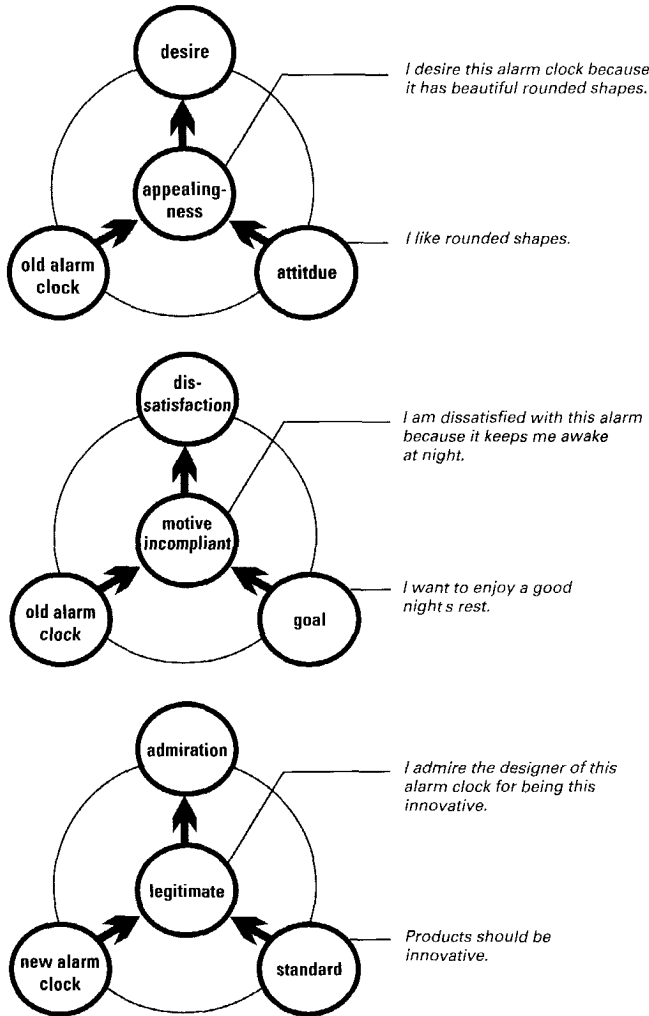 desire
I desire this alarm clock because
it has beautiful rounded shapes.
appealing-
ness
I like rounded shapes.
old alarm
clock
attitdue
dis-
satisfaction
I am dissatisfied with this alarm
because it keeps me awake
at night.
motive
incompliant
I want to enjoy a good
night s rest.
old alarm
clock
goal
admiration
I admire the designer of this
alarm clock for being this
innovative.
legitimate
Products should be
innovative.
new alarm
clock
standard